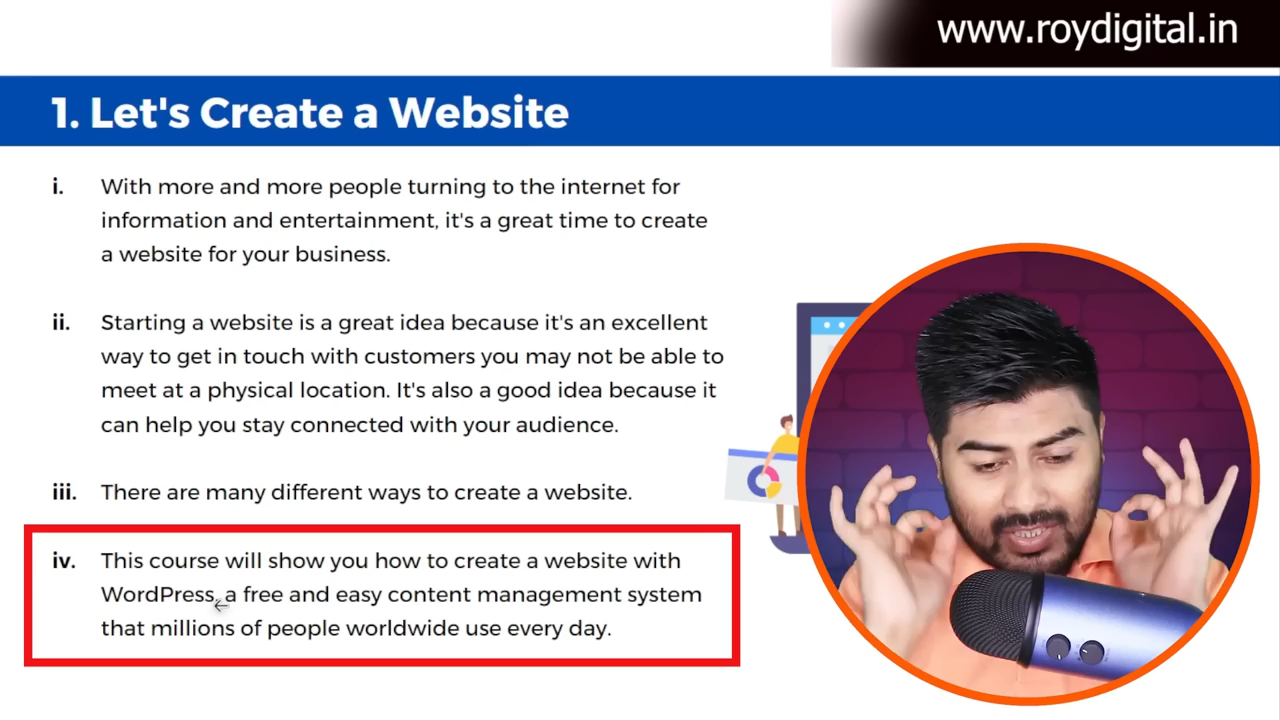 www.roydigital.in
1. Let's Create a Website
i. With more and more people turning to the internet for
information and entertainment, it's a great time to create
a website for your business.
ii. Starting a website is a great idea because it's an excellent
way to get in touch with customers you may not be able to
meet at a physical location. It's also a good idea because it
can help you stay connected with your audience.
iii. There are many different ways to create a website.
iv. This course will show you how to create a website with
WordPress, a free and easy content management system
that millions of people worldwide use every day.